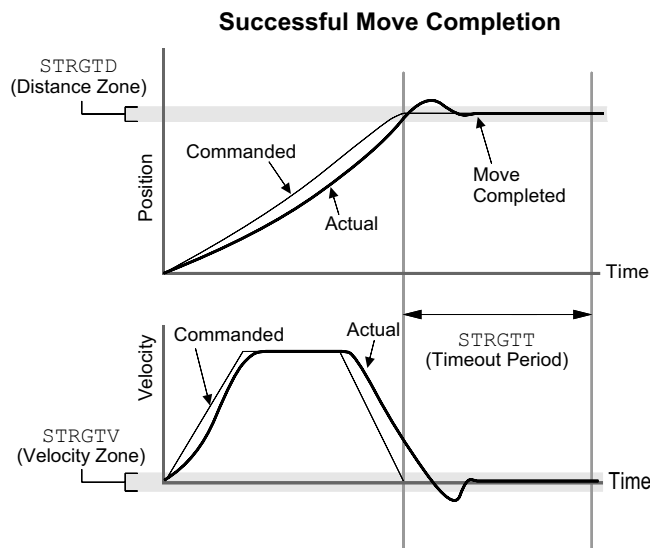 Successful Move Completion
STRGTD
(Distance Zone)
Commanded
Actual
Move
Completed
Position
Time
Commanded
Actual
STRGTT
(Timeout Period)
Velocity
STRGTV
(Velocity Zone)
Time